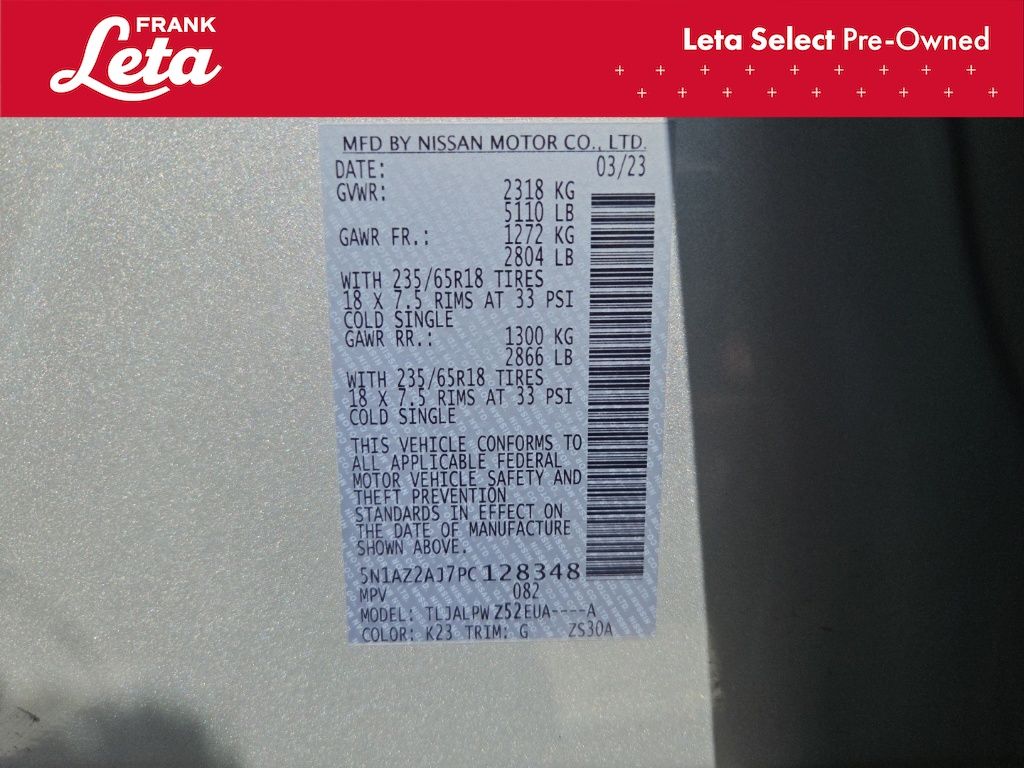 FRANK
Leta
Leta Select Pre-Owned
MFD BY NISSAN MOTOR CO., LTD.
DATE: 03/23
GVWR: 2318 KG
5110 LB
GAWR FR.: 1272 KG
2804 LB
WITH 235/65R18 TIRES
18 X 7.5 RIMS AT 33 PSI
COLD SINGLE
GAWR RR.: 1300 KG
2866 LB
WITH 235/65R18 TIRES
18 X 7.5 RIMS AT 33 PSI
COLD SINGLE
THIS VEHICLE CONFORMS TO
ALL APPLICABLE FEDERAL
MOTOR VEHICLE SAFETY AND
THEFT PREVENTION
STANDARDS IN EFFECT ON
THE DATE OF MANUFACTURE
SHOWN ABOVE.
5N1AZ2AJ7PC128348
MPV 082
MODEL: TLJALPWZ52EUA----A
COLOR: K23 TRIM: G ZS30A